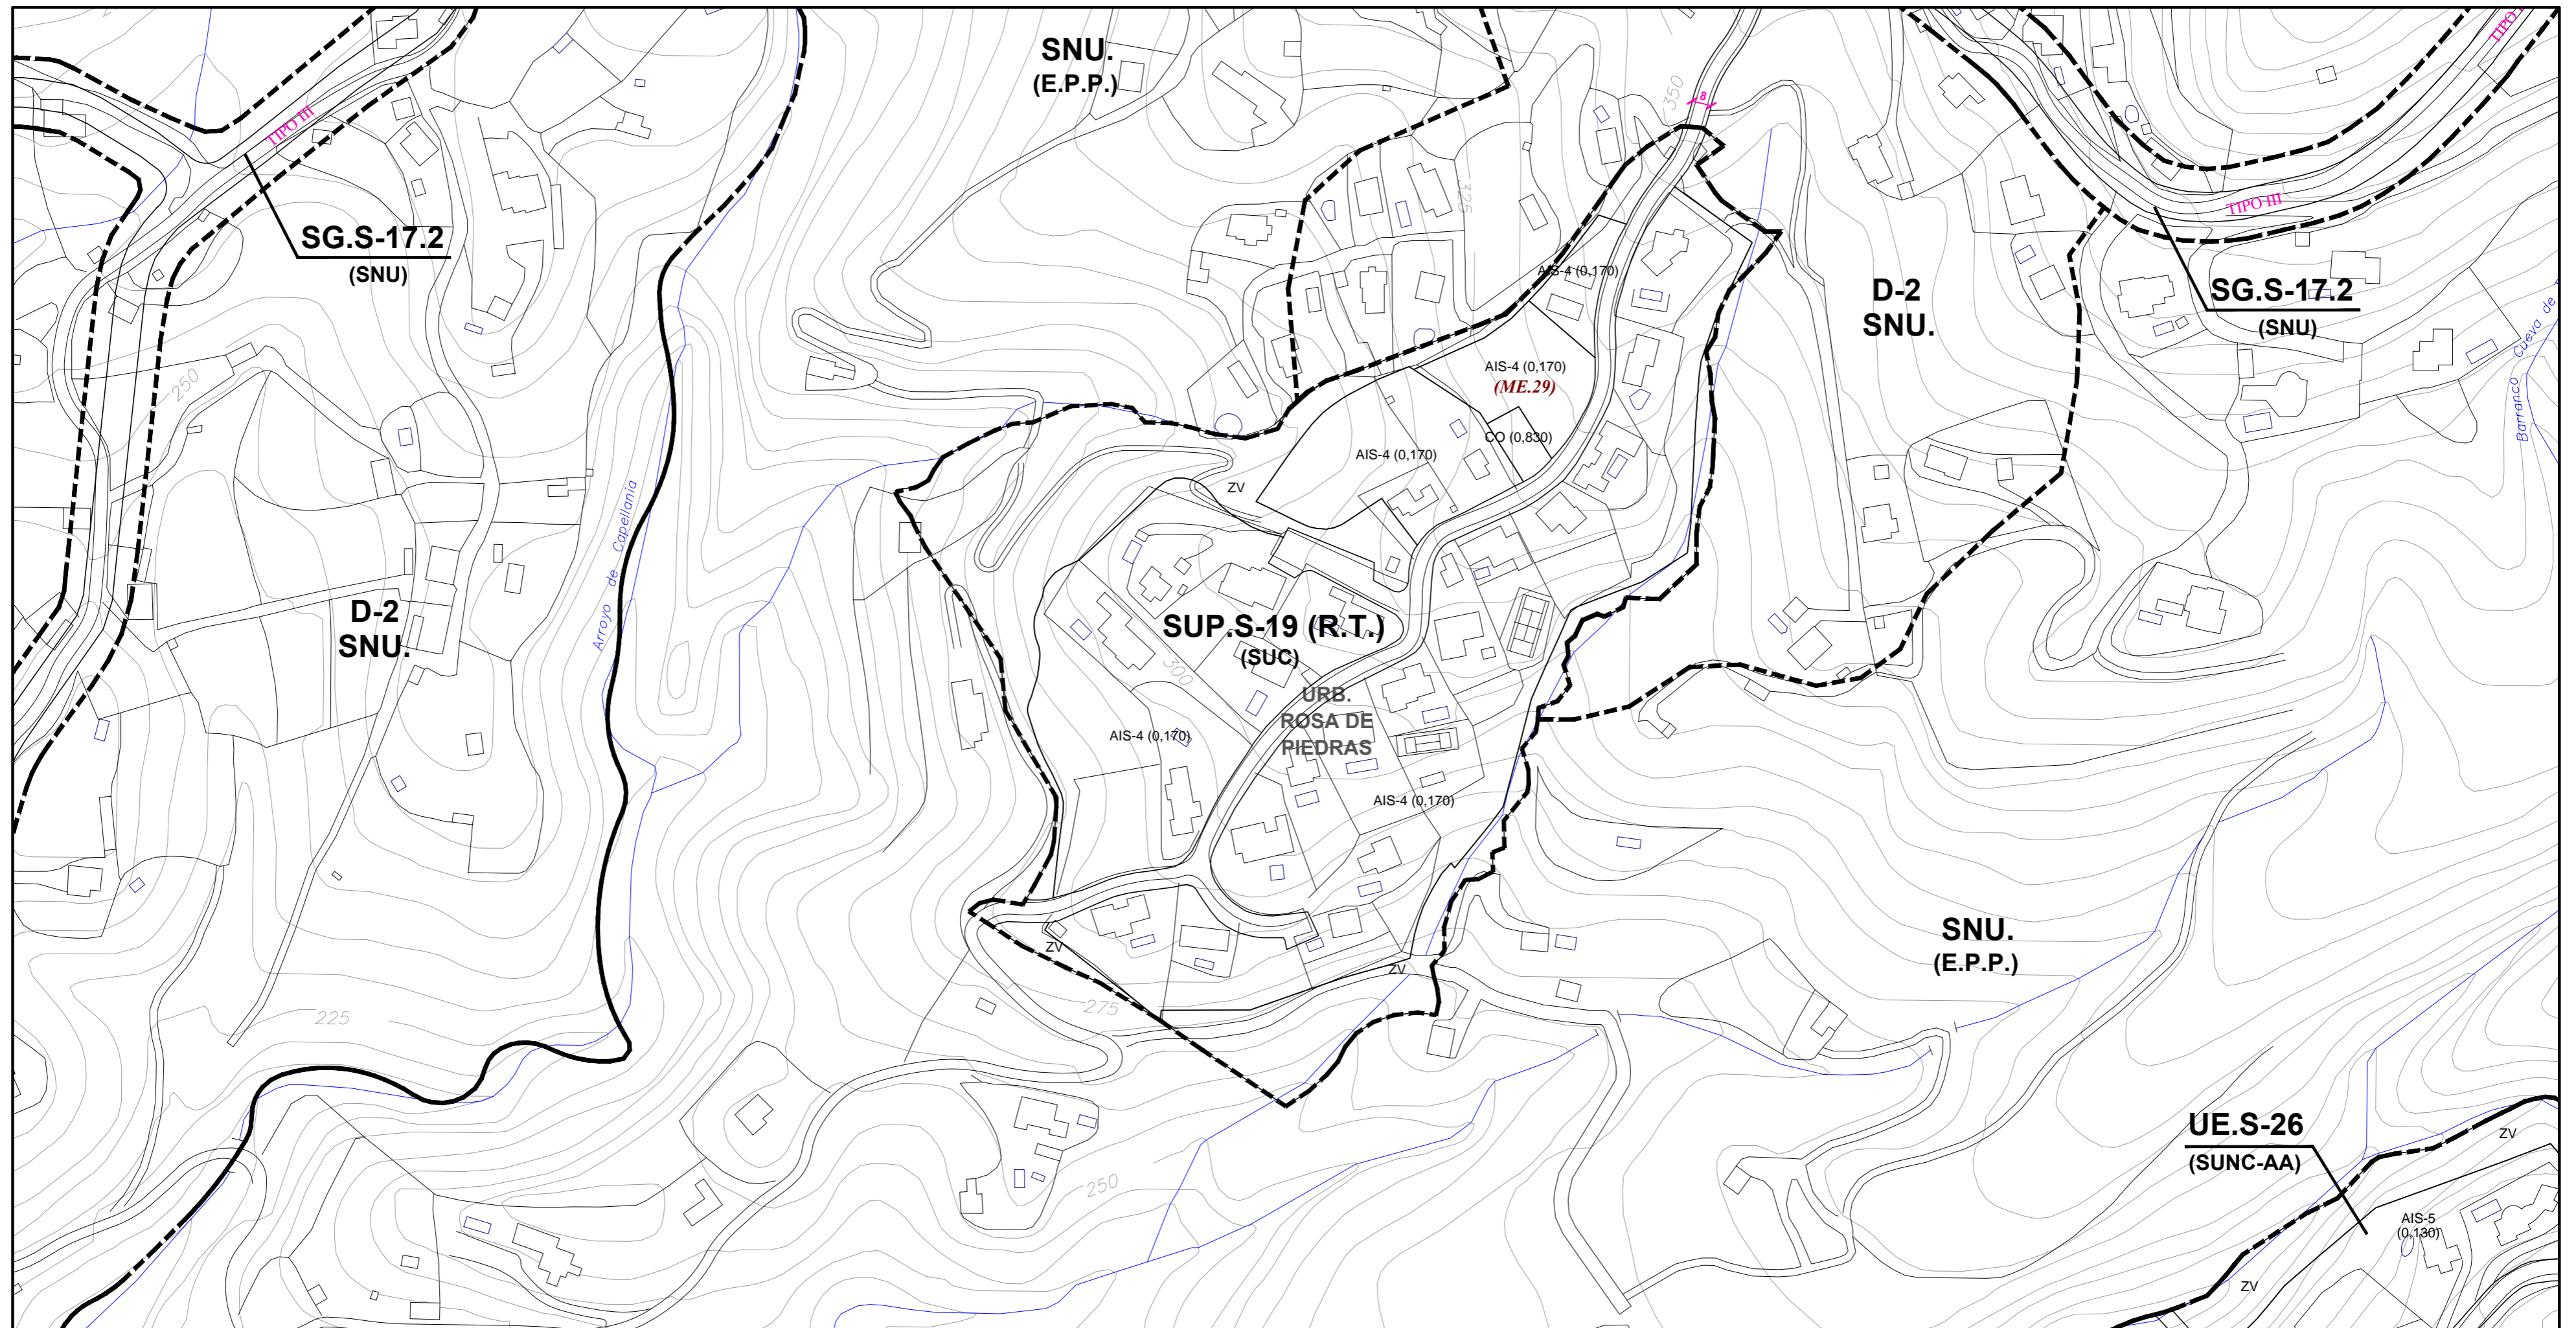 SNU.
(E.P.P.)
TIPO III
SG.S-17.2
(SNU)
350
8
325
TIPO
TIPO III
SG.S-17.2
(SNU)
D-2
SNU.
AIS-4 (0,170)
AIS-4 (0,170)
(ME.29)
CO (0,830)
AIS-4 (0,170)
ZV
250
Arroyo de Capellania
Barranco
Cueva de
D-2
SNU.
SUP.S-19 (R.T.)
(SUC)
300
URB.
ROSA DE
PIEDRAS
AIS-4 (0,170)
AIS-4 (0,170)
ZV
ZV
275
225
250
SNU.
(E.P.P.)
UE.S-26
(SUNC-AA)
ZV
AIS-5
(0,130)
ZV